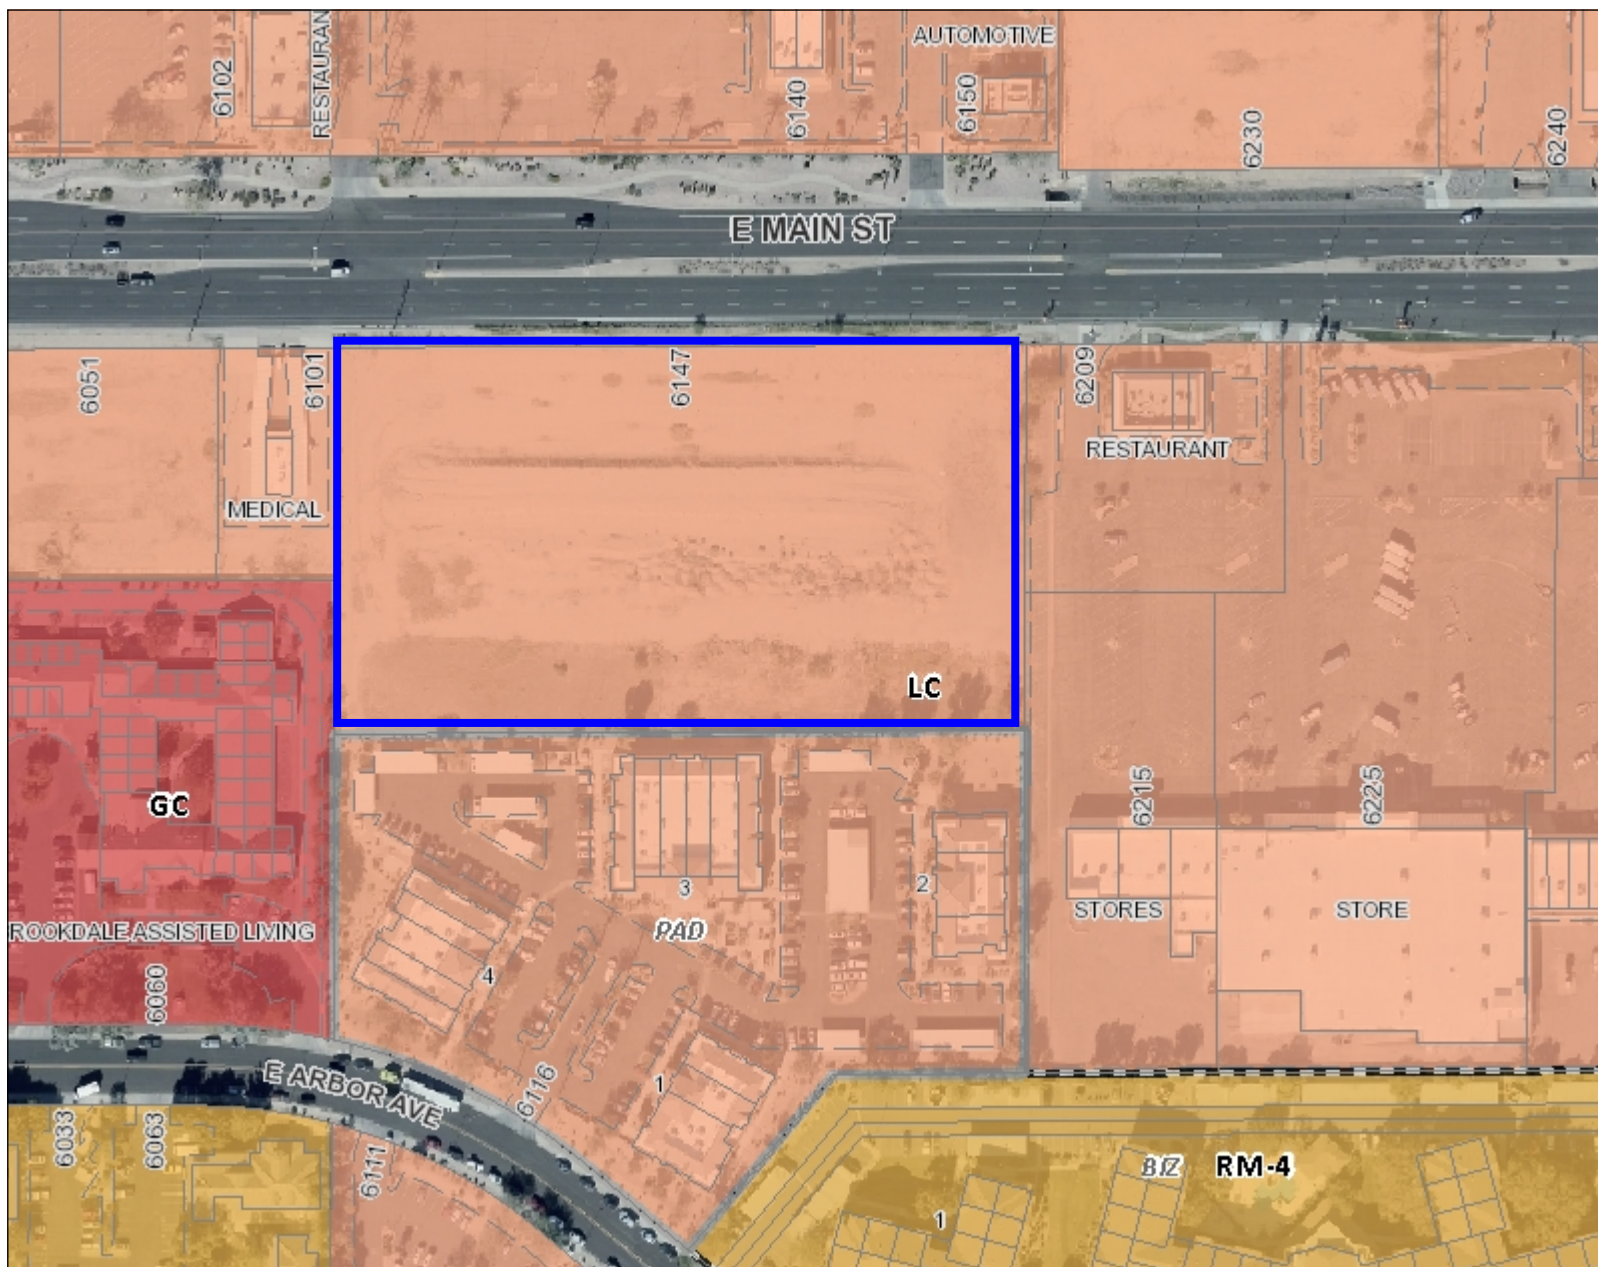 AUTOMOTIVE
RESTAURAN
6102
6140
6150
6230
6240
E MAIN ST
6051
6101
6147
6209
RESTAURANT
MEDICAL
LC
GC
6215
6225
3
2
PAD
STORES
STORE
ROOKDALE ASSISTED LIVING
4
6060
E ARBOR AVE
6116
1
6033
6063
6111
BIZ
RM-4
1